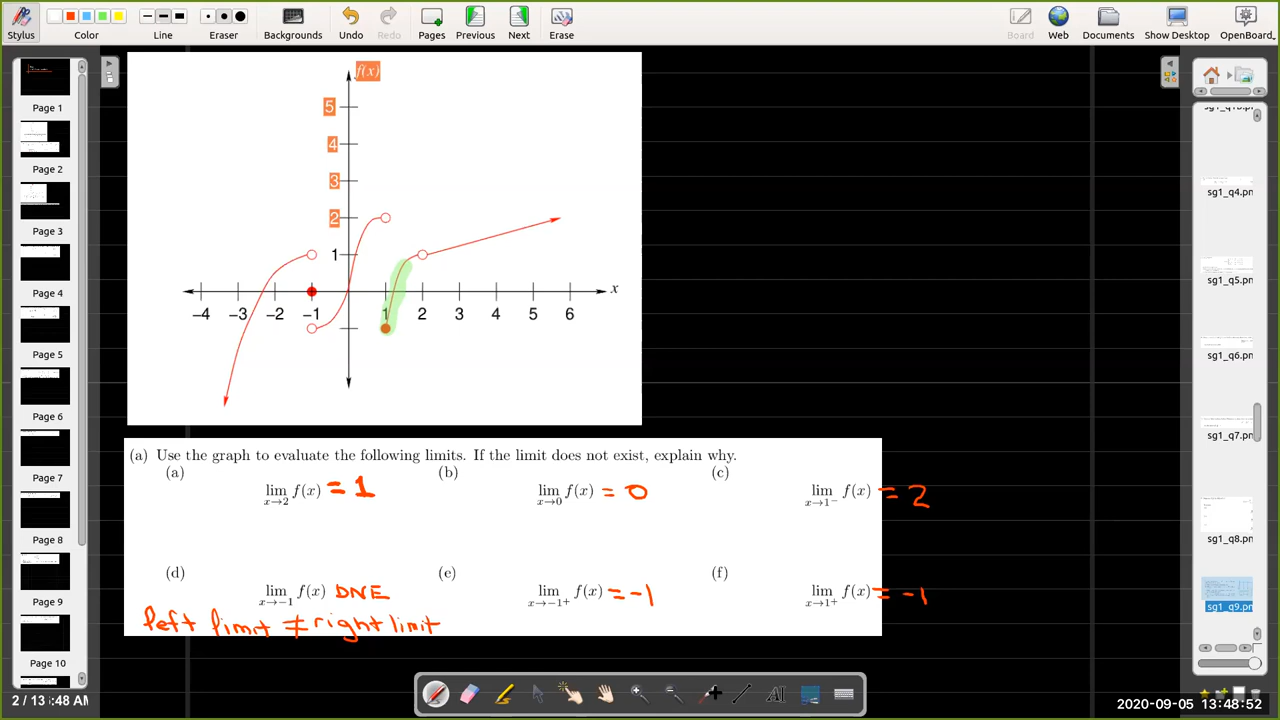 Stylus
Color
Line
Eraser
Backgrounds
Undo
Redo
Pages
Previous
Next
Erase
Board
Web
Documents
Show Desktop
OpenBoard
Page 1
Page 2
Page 3
Page 4
Page 5
Page 6
Page 7
Page 8
Page 9
Page 10
f(x)
5
4
3
2
1
x
−4 −3 −2 −1 1 2 3 4 5 6
(a) Use the graph to evaluate the following limits. If the limit does not exist, explain why.
(a) lim x→2 f(x) = 1
(b) lim x→0 f(x) = 0
(c) lim x→1⁻ f(x) = 2
(d) lim x→−1 f(x) DNE
left limit ≠ right limit
(e) lim x→−1⁺ f(x) = -1
(f) lim x→1⁺ f(x) = -1
sg1_q4.pn
sg1_q5.pn
sg1_q6.pn
sg1_q7.pn
sg1_q8.pn
sg1_q9.pn
2 / 13
:48 AM
2020-09-05 13:48:52